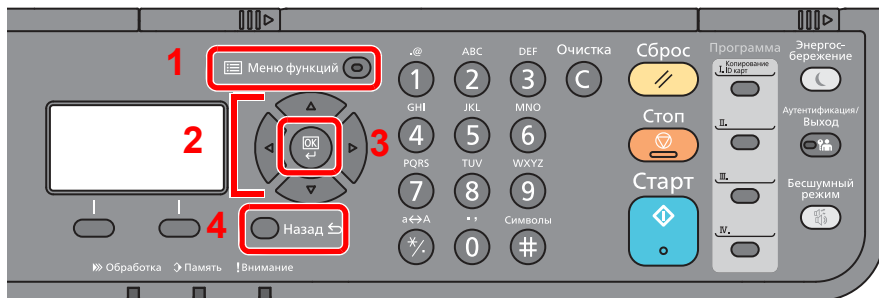 1
Меню функций
2
OK
3
4
Назад
Обработка
Память
!Внимание
.@
ABC
DEF
Очистка
1
2
3
C
GHI
JKL
MNO
4
5
6
PQRS
TUV
WXYZ
7
8
9
a↔A
.,
Символы
*/.
0
#
Сброс
Стоп
Старт
Программа
I. Копирование
ID карт
II.
III.
IV.
Энергос-
бережение
Аутентификация/
Выход
Бесшумный
режим